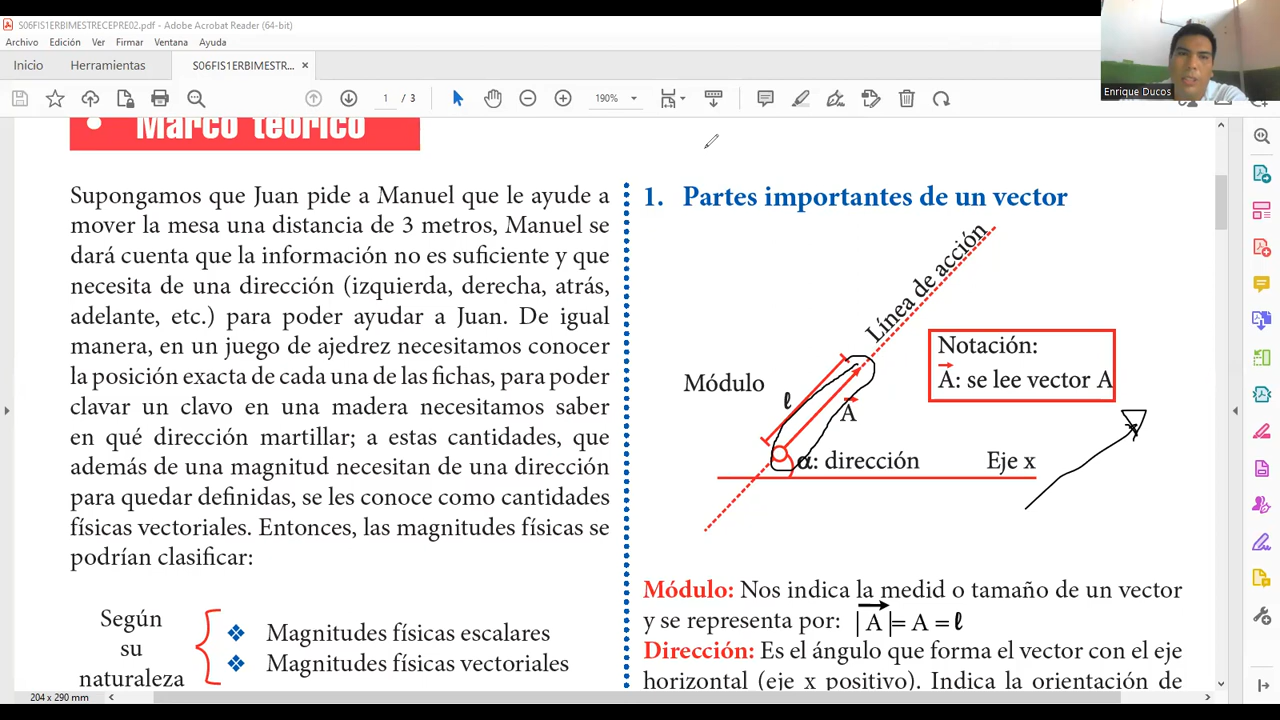 S06FIS1ERBIMESTRECEPRE02.pdf - Adobe Acrobat Reader (64-bit)
Archivo Edición Ver Firmar Ventana Ayuda
Inicio Herramientas S06FIS1ERBIMESTR... ×
1 / 3 190%
Enrique Ducos
• Marco teórico
Supongamos que Juan pide a Manuel que le ayude a
mover la mesa una distancia de 3 metros, Manuel se
dará cuenta que la información no es suficiente y que
necesita de una dirección (izquierda, derecha, atrás,
adelante, etc.) para poder ayudar a Juan. De igual
manera, en un juego de ajedrez necesitamos conocer
la posición exacta de cada una de las fichas, para poder
clavar un clavo en una madera necesitamos saber
en qué dirección martillar; a estas cantidades, que
además de una magnitud necesitan de una dirección
para quedar definidas, se les conoce como cantidades
físicas vectoriales. Entonces, las magnitudes físicas se
podrían clasificar:
Según
su
naturaleza
❖ Magnitudes físicas escalares
❖ Magnitudes físicas vectoriales
1. Partes importantes de un vector
Línea de acción
Módulo
ℓ
A
α: dirección
Eje x
Notación:
A: se lee vector A
Módulo: Nos indica la medid o tamaño de un vector
y se representa por: |A|= A = ℓ
Dirección: Es el ángulo que forma el vector con el eje
horizontal (eje x positivo). Indica la orientación de
204 x 290 mm